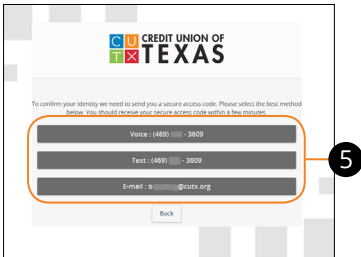 CU CREDIT UNION OF
TX TEXAS
To confirm your identity we need to send you a secure access code. Please select the best method
below. You should receive your secure access code within a few minutes.
Voice : (469) - 3609
Text : (469) - 3609
E-mail : b @cutx.org
Back
5